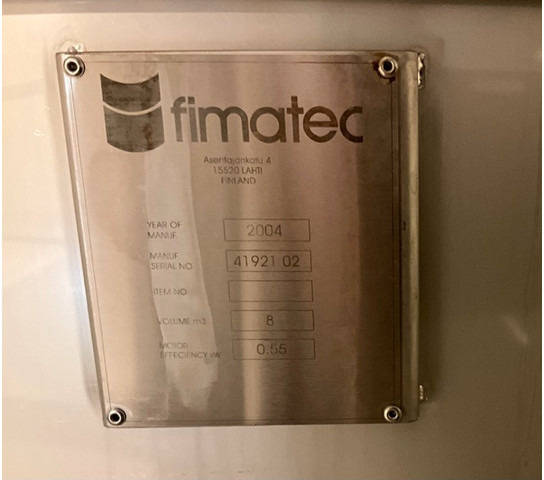 fimatec
Asentajankatu 4
15520 LAHTI
FINLAND
YEAR OF
MANUF.
2004
MANUF.
SERIAL NO
41921 02
ITEM NO
VOLUME m3
8
MOTOR
EFFECIENCY kW
0.55